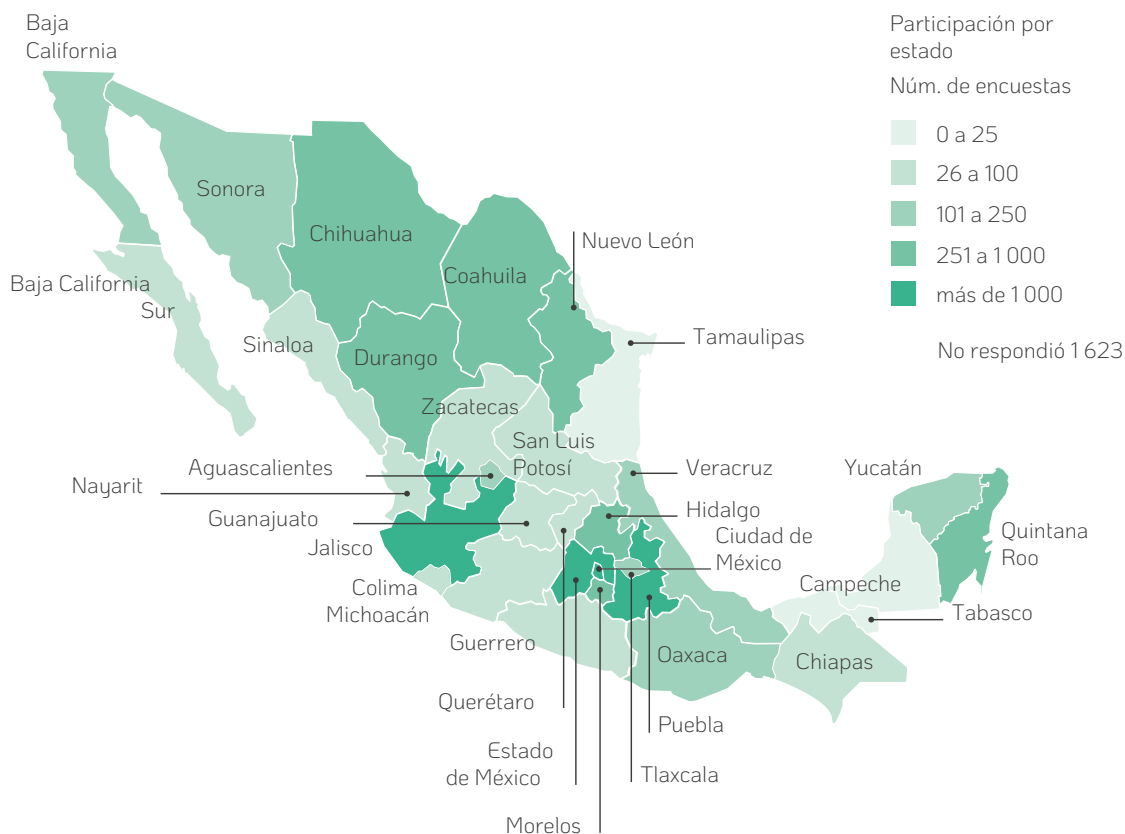 Baja
California
Participación por
estado
Núm. de encuestas
0 a 25
26 a 100
101 a 250
251 a 1 000
más de 1 000
No respondió 1 623
Sonora
Chihuahua
Coahuila
Nuevo León
Baja California
Sur
Sinaloa
Durango
Tamaulipas
Zacatecas
San Luis
Potosí
Aguascalientes
Nayarit
Guanajuato
Jalisco
Colima
Michoacán
Veracruz
Hidalgo
Ciudad de
México
Yucatán
Quintana
Roo
Campeche
Tabasco
Guerrero
Oaxaca
Chiapas
Querétaro
Puebla
Estado
de México
Tlaxcala
Morelos